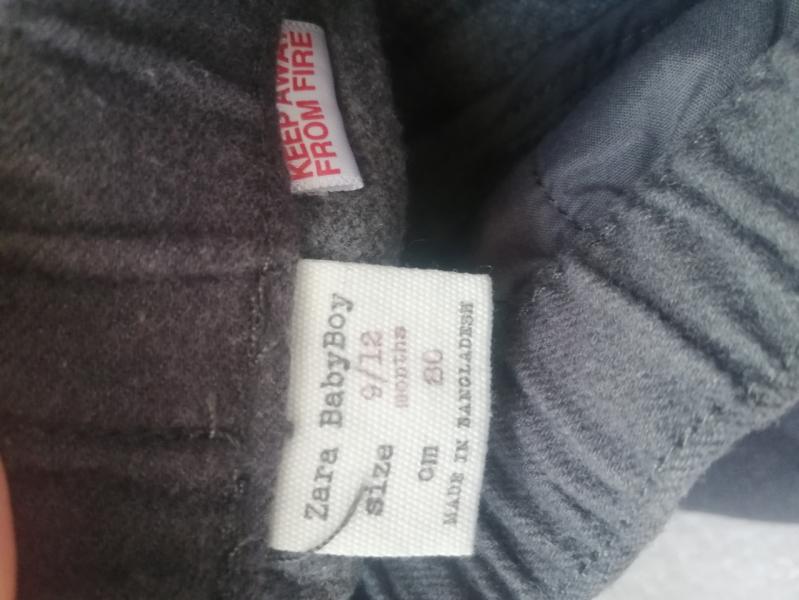 KEEP AWAY
FROM FIRE
Zara BabyBoy
size 9/12
months
cm 80
MADE IN BANGLADESH